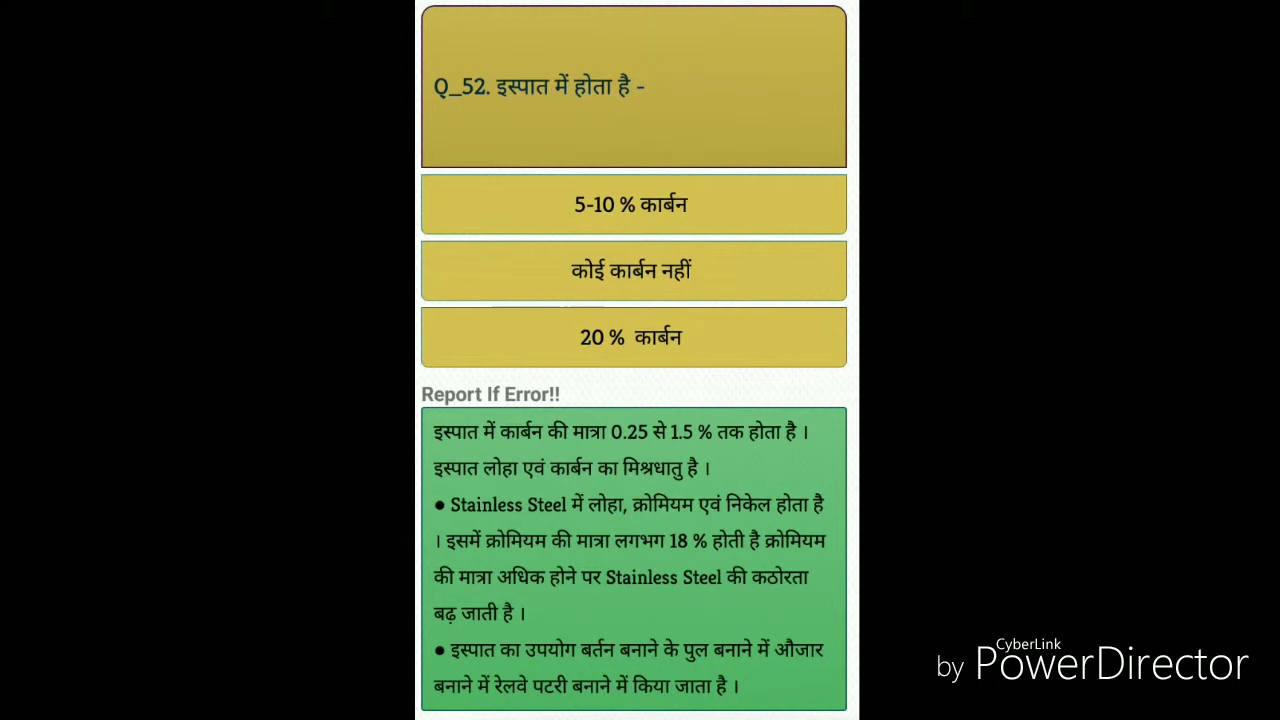 Q_52. इस्पात में होता है -
5-10 % कार्बन
कोई कार्बन नहीं
20 % कार्बन
Report If Error!!
इस्पात में कार्बन की मात्रा 0.25 से 1.5 % तक होता है ।
इस्पात लोहा एवं कार्बन का मिश्रधातु है ।
● Stainless Steel में लोहा, क्रोमियम एवं निकेल होता है
। इसमें क्रोमियम की मात्रा लगभग 18 % होती है क्रोमियम
की मात्रा अधिक होने पर Stainless Steel की कठोरता
बढ़ जाती है ।
● इस्पात का उपयोग बर्तन बनाने के पुल बनाने में औजार
बनाने में रेलवे पटरी बनाने में किया जाता है ।
CyberLink
by PowerDirector